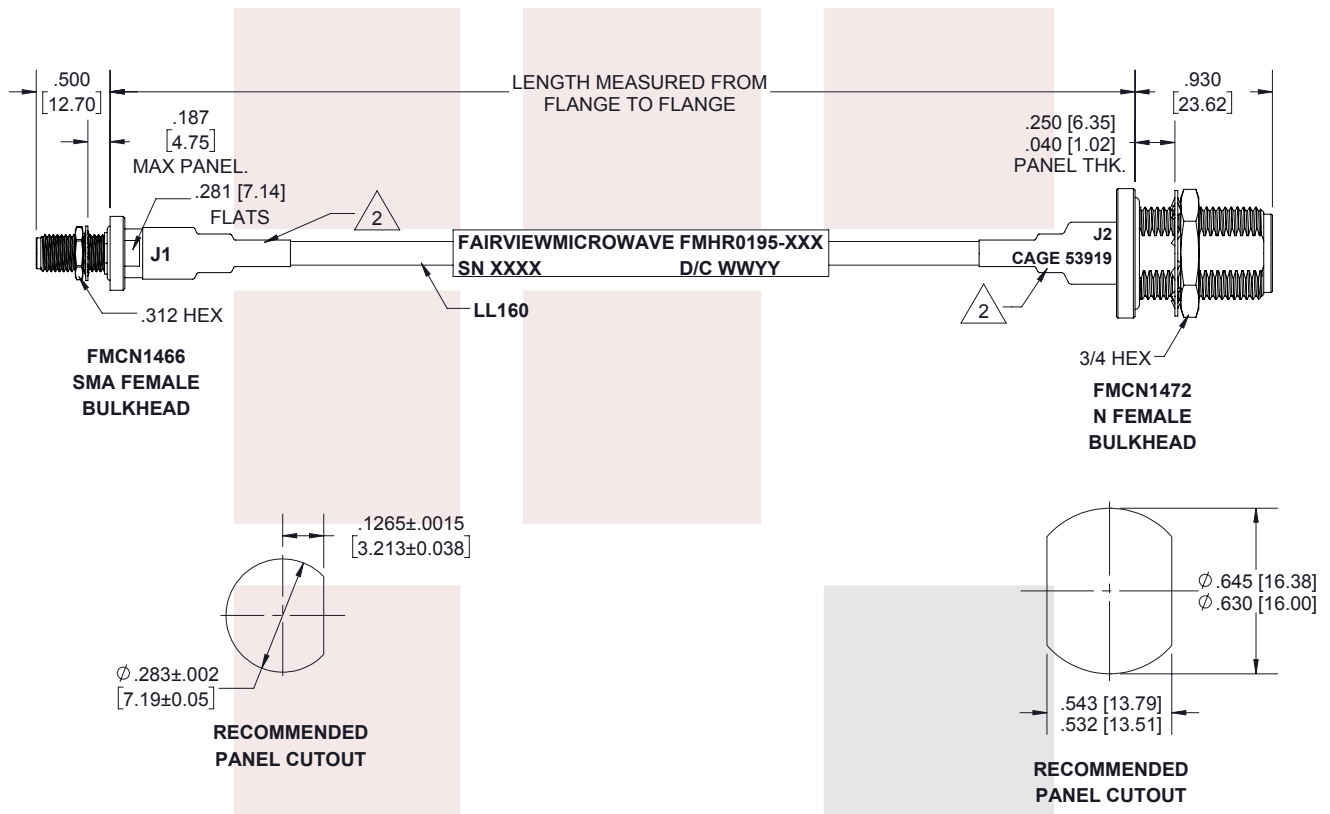 .500
[12.70]
LENGTH MEASURED FROM
FLANGE TO FLANGE
.930
[23.62]
.187
[4.75]
MAX PANEL.
.250 [6.35]
.040 [1.02]
PANEL THK.
.281 [7.14]
FLATS
2
J1
FAIRVIEWMICROWAVE FMHR0195-XXX
SN XXXX D/C WWYY
J2
CAGE 53919
2
.312 HEX
LL160
FMCN1466
SMA FEMALE
BULKHEAD
3/4 HEX
FMCN1472
N FEMALE
BULKHEAD
.1265±.0015
[3.213±0.038]
Ø .283±.002
[7.19±0.05]
RECOMMENDED
PANEL CUTOUT
Ø .645 [16.38]
Ø .630 [16.00]
.543 [13.79]
.532 [13.51]
RECOMMENDED
PANEL CUTOUT